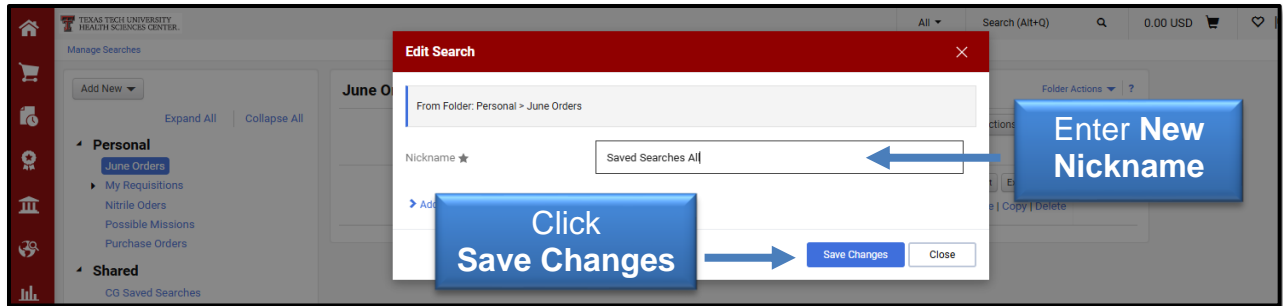 TEXAS TECH UNIVERSITY
HEALTH SCIENCES CENTER.
All
Search (Alt+Q)
0.00 USD
Manage Searches
Edit Search
Add New
June O
Folder Actions
?
From Folder: Personal > June Orders
Expand All
Collapse All
ctions
Enter New
Nickname
Personal
Nickname
Saved Searches All
June Orders
My Requisitions
Nitrile Oders
Possible Missions
Purchase Orders
Click
Save Changes
e | Copy | Delete
Save Changes
Close
Shared
CG Saved Searches